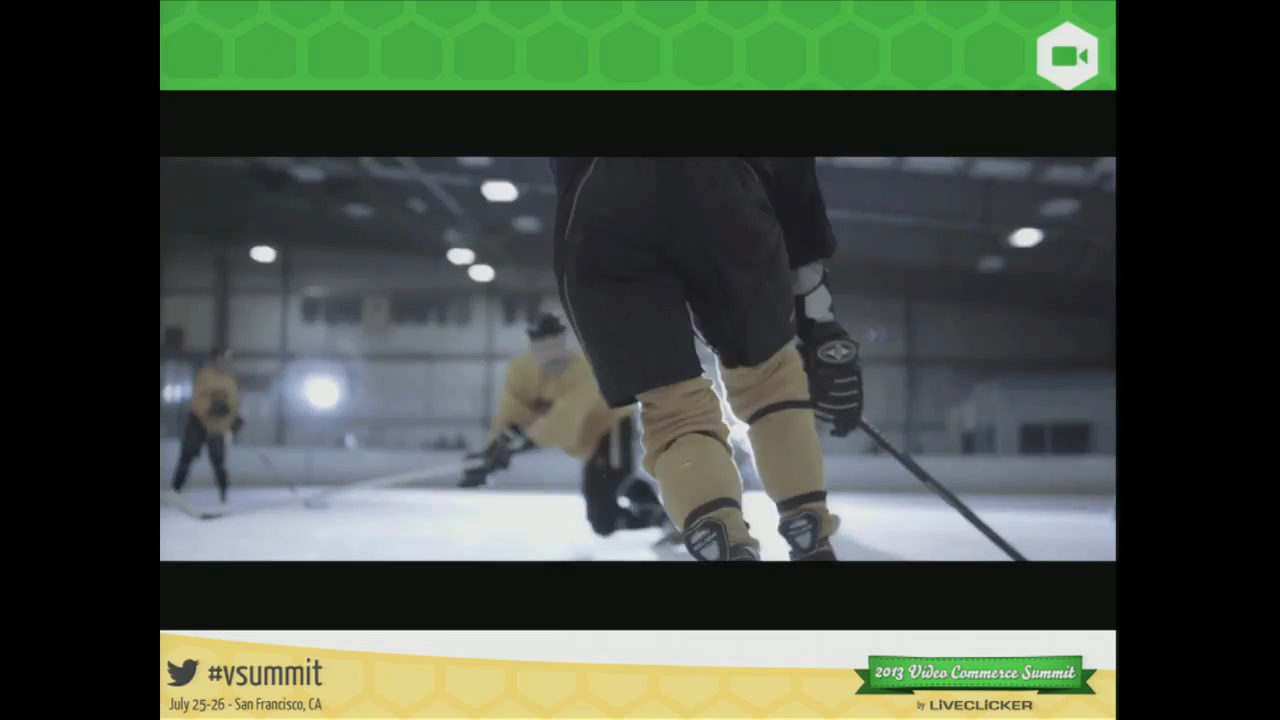 #vsummit
July 25-26 - San Francisco, CA
2013 Video Commerce Summit
by LiVECLiCKER